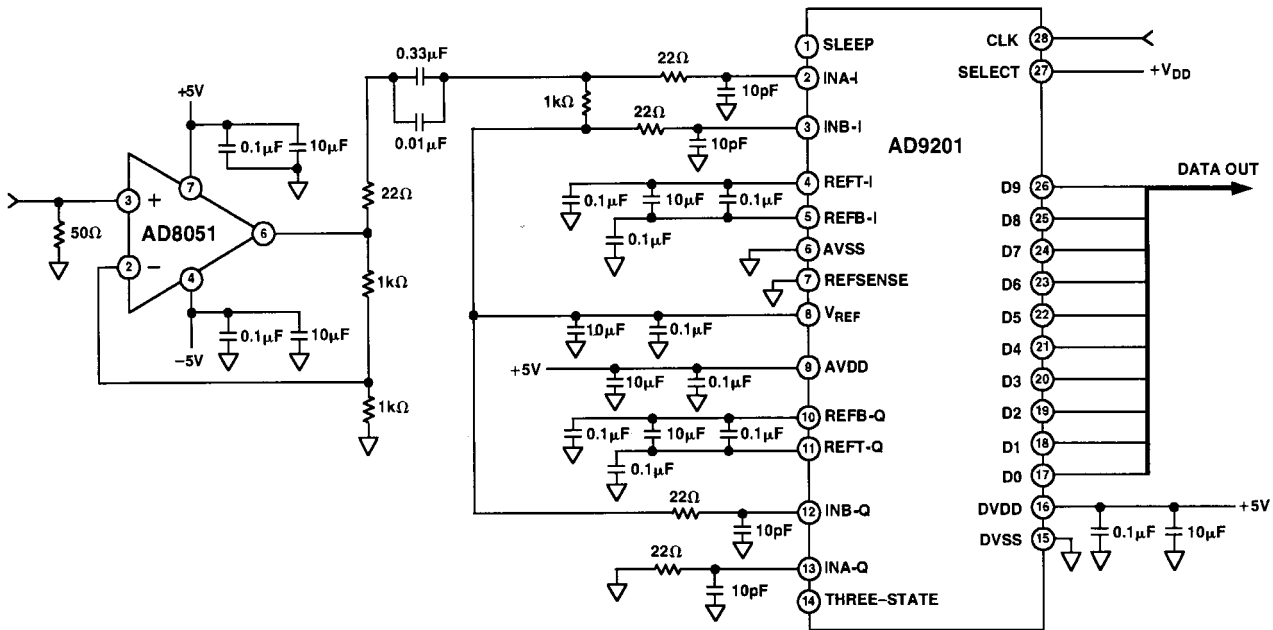 +5V
0.1μF
10μF
7
3
+
AD8051
6
50Ω
2
−
4
0.1μF
10μF
−5V
22Ω
1kΩ
1kΩ
0.33μF
0.01μF
1kΩ
22Ω
10pF
22Ω
10pF
0.1μF
10μF
0.1μF
0.1μF
10μF
0.1μF
+5V
10μF
0.1μF
0.1μF
10μF
0.1μF
0.1μF
22Ω
10pF
22Ω
10pF
AD9201
1 SLEEP
2 INA-I
3 INB-I
4 REFT-I
5 REFB-I
6 AVSS
7 REFSENSE
8 VREF
9 AVDD
10 REFB-Q
11 REFT-Q
12 INB-Q
13 INA-Q
14 THREE–STATE
CLK 28
SELECT 27
+VDD
DATA OUT
D9 26
D8 25
D7 24
D6 23
D5 22
D4 21
D3 20
D2 19
D1 18
D0 17
DVDD 16
+5V
DVSS 15
0.1μF
10μF